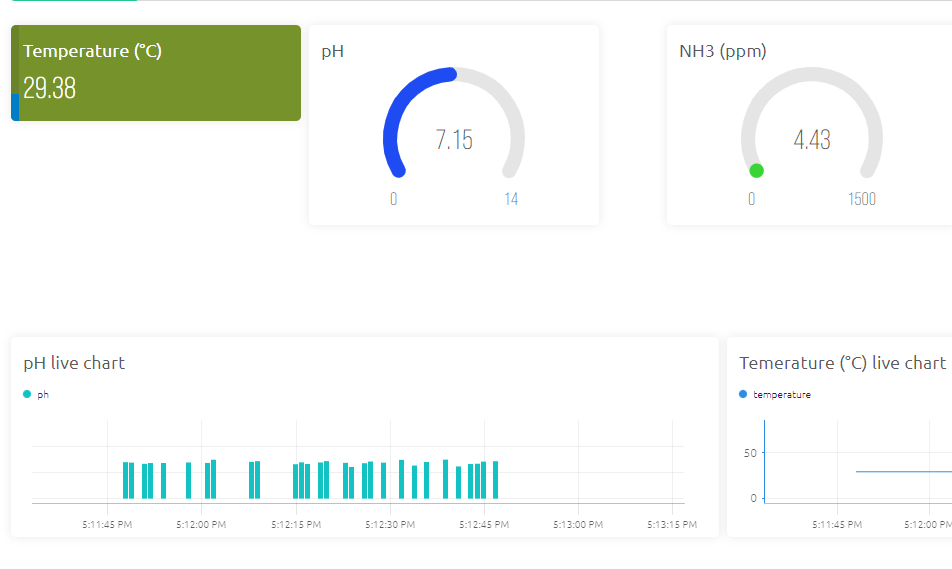 Temperature (°C)
29.38
pH
7.15
0
14
NH3 (ppm)
4.43
0
1500
pH live chart
ph
5:11:45 PM
5:12:00 PM
5:12:15 PM
5:12:30 PM
5:12:45 PM
5:13:00 PM
5:13:15 PM
Temerature (°C) live chart
temperature
50
0
5:11:45 PM
5:12:00 PM